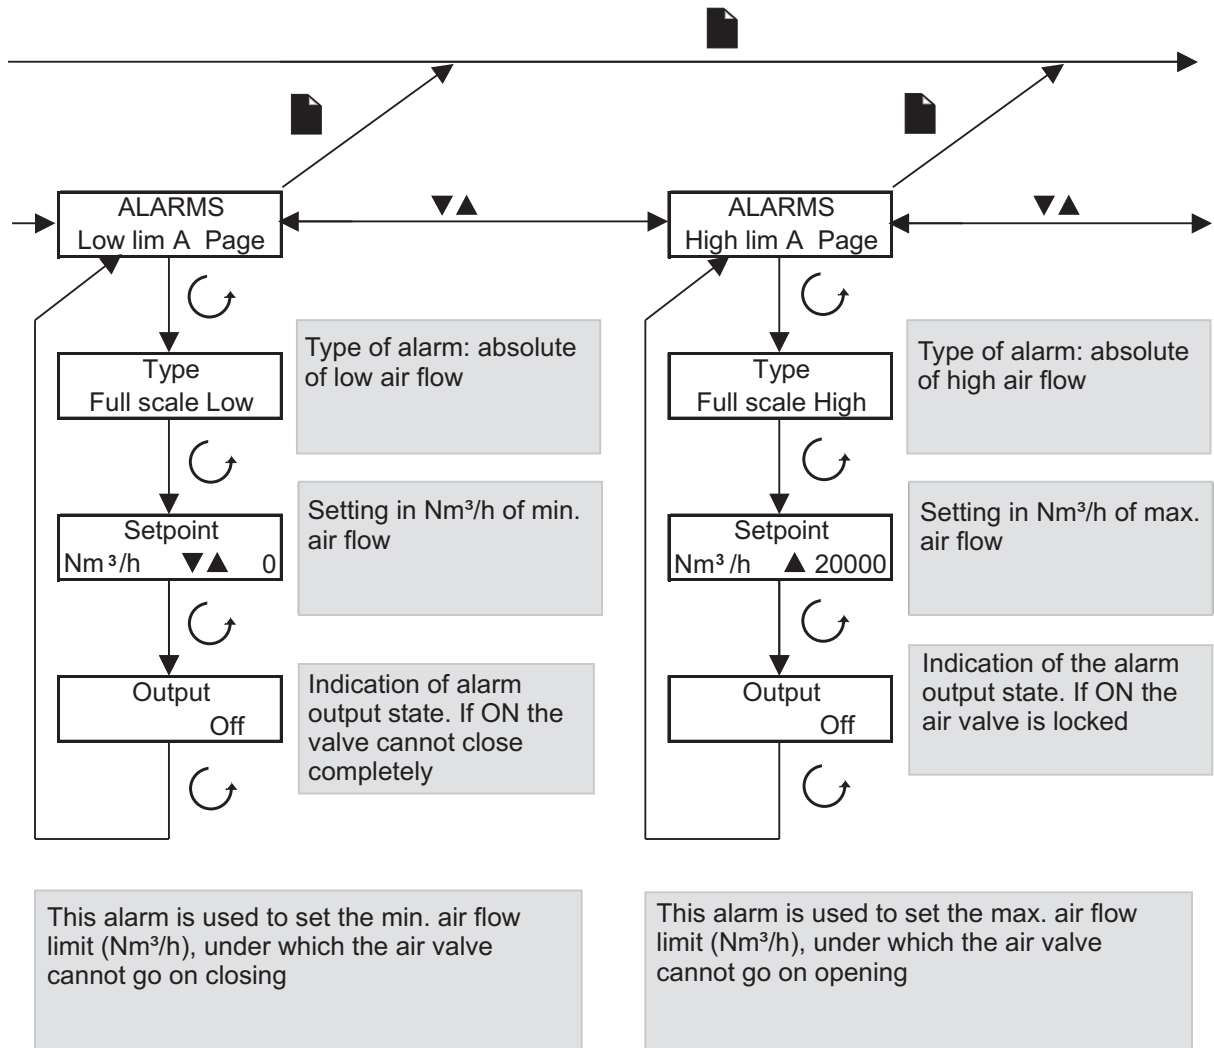 ALARMS
Low lim A Page
Type
Full scale Low
Type of alarm: absolute
of low air flow
Setpoint
Nm³/h ▼▲ 0
Setting in Nm³/h of min.
air flow
Output
Off
Indication of alarm
output state. If ON the
valve cannot close
completely
This alarm is used to set the min. air flow
limit (Nm³/h), under which the air valve
cannot go on closing
ALARMS
High lim A Page
Type
Full scale High
Type of alarm: absolute
of high air flow
Setpoint
Nm³/h ▲ 20000
Setting in Nm³/h of max.
air flow
Output
Off
Indication of the alarm
output state. If ON the
air valve is locked
This alarm is used to set the max. air flow
limit (Nm³/h), under which the air valve
cannot go on opening